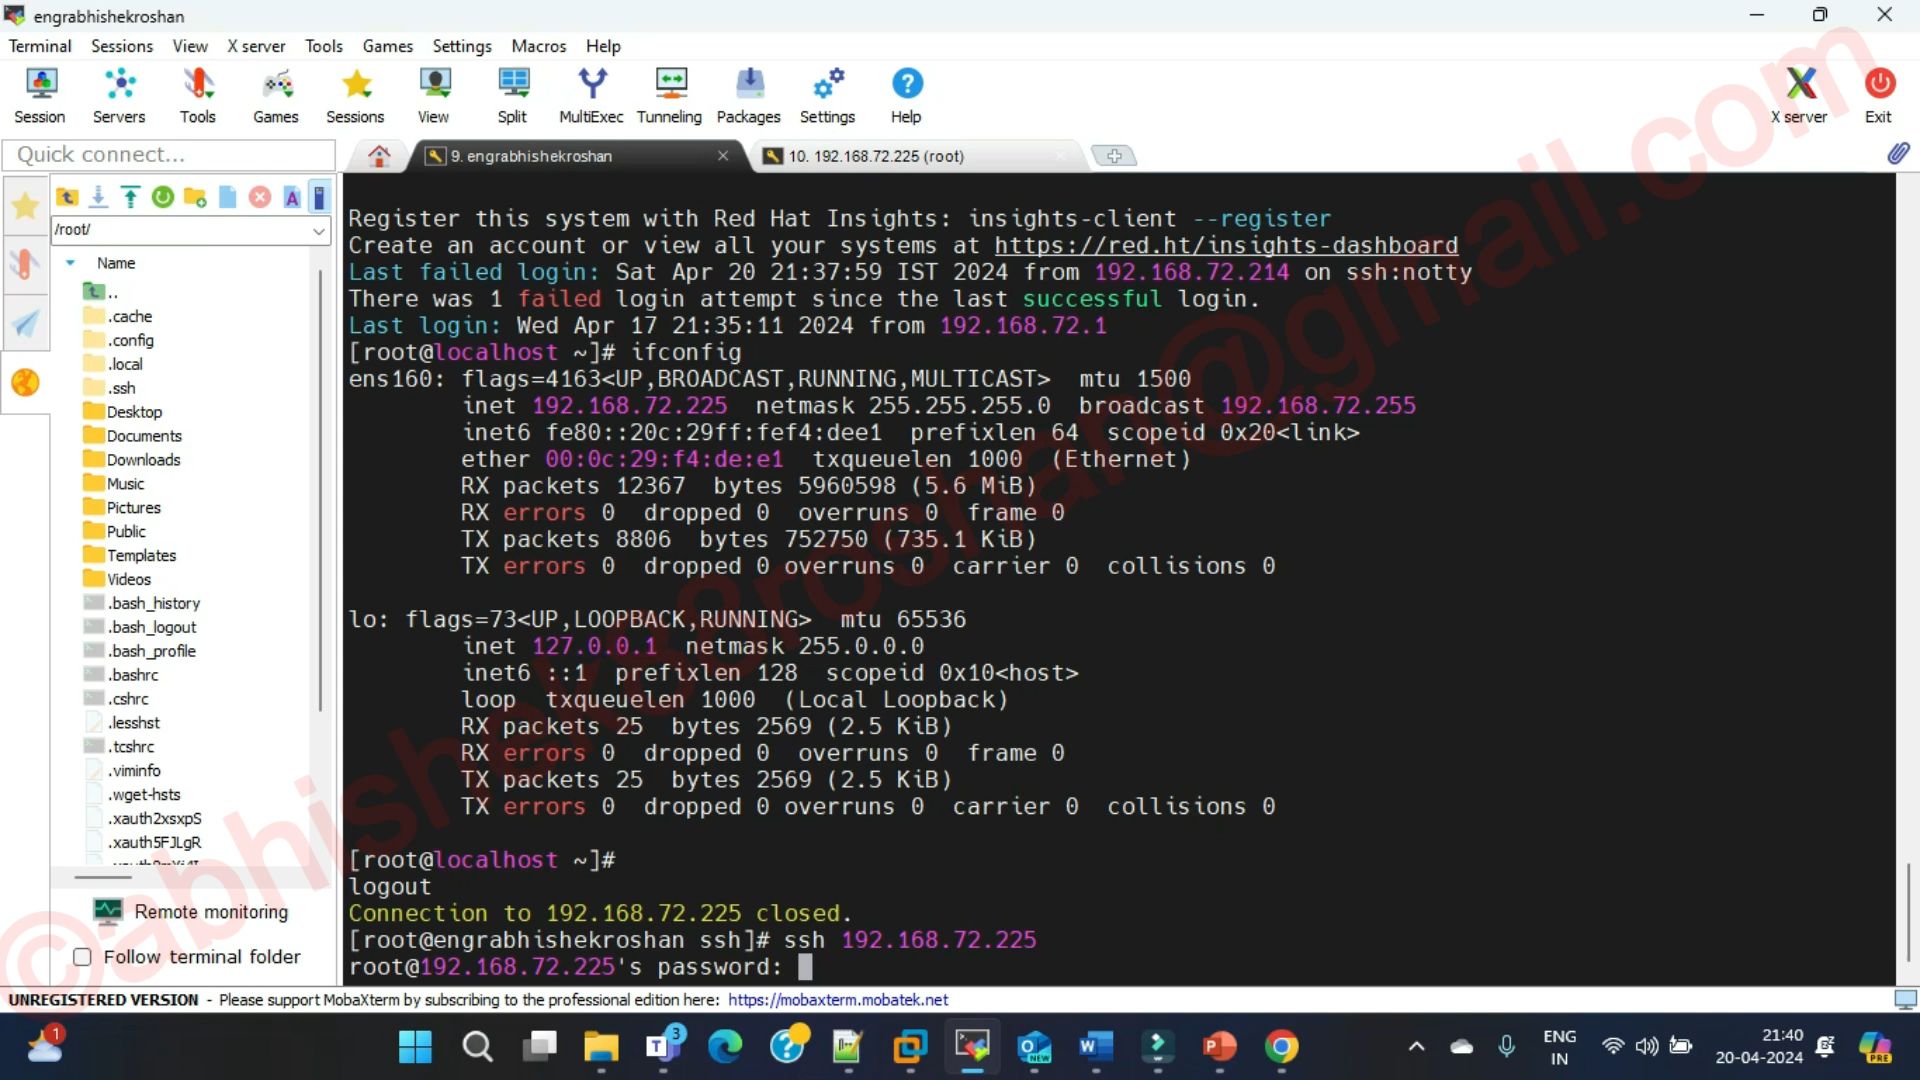 engrabhishekroshan
Terminal Sessions View X server Tools Games Settings Macros Help
Session Servers Tools Games Sessions View Split MultiExec Tunneling Packages Settings Help X server Exit
Quick connect...
9. engrabhishekroshan
10. 192.168.72.225 (root)
/root/
Name
..
.cache
.config
.local
.ssh
Desktop
Documents
Downloads
Music
Pictures
Public
Templates
Videos
.bash_history
.bash_logout
.bash_profile
.bashrc
.cshrc
.lesshst
.tcshrc
.viminfo
.wget-hsts
.xauth2xsxpS
.xauth5FJLgR
Remote monitoring
Follow terminal folder
Register this system with Red Hat Insights: insights-client --register
Create an account or view all your systems at https://red.ht/insights-dashboard
Last failed login: Sat Apr 20 21:37:59 IST 2024 from 192.168.72.214 on ssh:notty
There was 1 failed login attempt since the last successful login.
Last login: Wed Apr 17 21:35:11 2024 from 192.168.72.1
[root@localhost ~]# ifconfig
ens160: flags=4163<UP,BROADCAST,RUNNING,MULTICAST>  mtu 1500
inet 192.168.72.225  netmask 255.255.255.0  broadcast 192.168.72.255
inet6 fe80::20c:29ff:fef4:dee1  prefixlen 64  scopeid 0x20<link>
ether 00:0c:29:f4:de:e1  txqueuelen 1000  (Ethernet)
RX packets 12367  bytes 5960598 (5.6 MiB)
RX errors 0  dropped 0  overruns 0  frame 0
TX packets 8806  bytes 752750 (735.1 KiB)
TX errors 0  dropped 0 overruns 0  carrier 0  collisions 0
lo: flags=73<UP,LOOPBACK,RUNNING>  mtu 65536
inet 127.0.0.1  netmask 255.0.0.0
inet6 ::1  prefixlen 128  scopeid 0x10<host>
loop  txqueuelen 1000  (Local Loopback)
RX packets 25  bytes 2569 (2.5 KiB)
RX errors 0  dropped 0  overruns 0  frame 0
TX packets 25  bytes 2569 (2.5 KiB)
TX errors 0  dropped 0 overruns 0  carrier 0  collisions 0
[root@localhost ~]#
logout
Connection to 192.168.72.225 closed.
[root@engrabhishekroshan ssh]# ssh 192.168.72.225
root@192.168.72.225's password:
©abhishek88roshan@gmail.com
UNREGISTERED VERSION - Please support MobaXterm by subscribing to the professional edition here: https://mobaxterm.mobatek.net
1
3
NEW
ENG
IN
21:40
20-04-2024
PRE